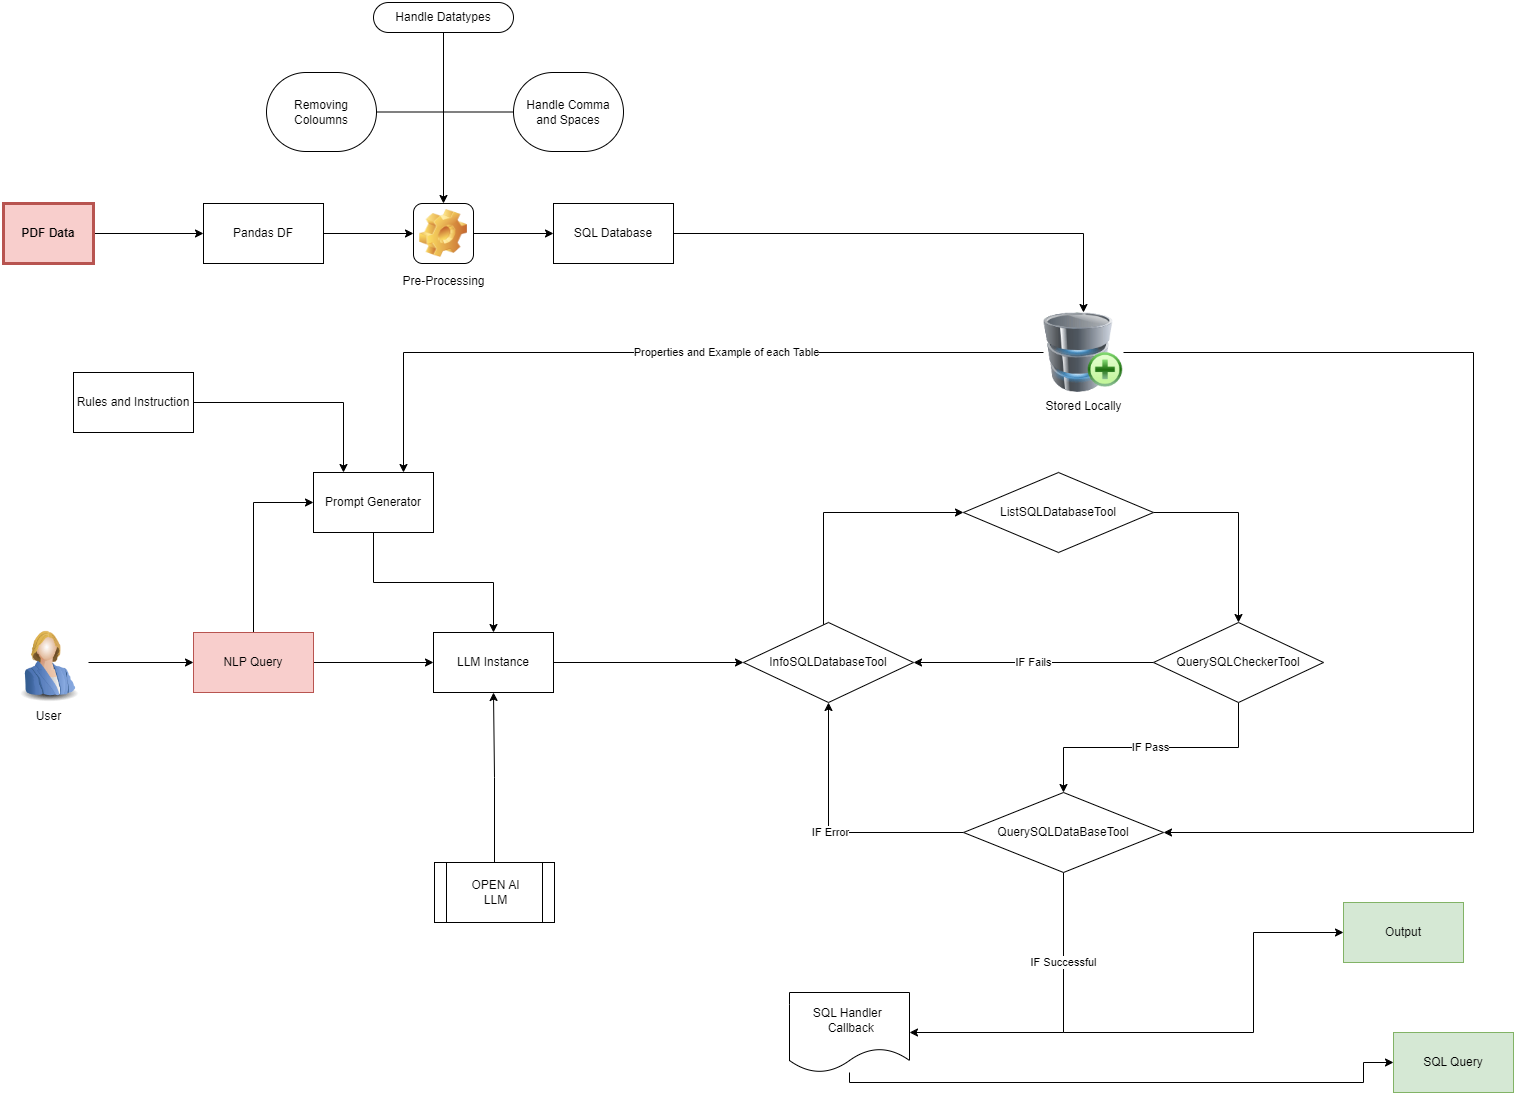 Handle Datatypes
Removing
Coloumns
Handle Comma
and Spaces
PDF Data
Pandas DF
SQL Database
Pre-Processing
Properties and Example of each Table
Rules and Instruction
Stored Locally
Prompt Generator
ListSQLDatabaseTool
NLP Query
LLM Instance
InfoSQLDatabaseTool
IF Fails
QuerySQLCheckerTool
User
IF Pass
IF Error
QuerySQLDataBaseTool
OPEN AI
LLM
Output
IF Successful
SQL Handler
Callback
SQL Query